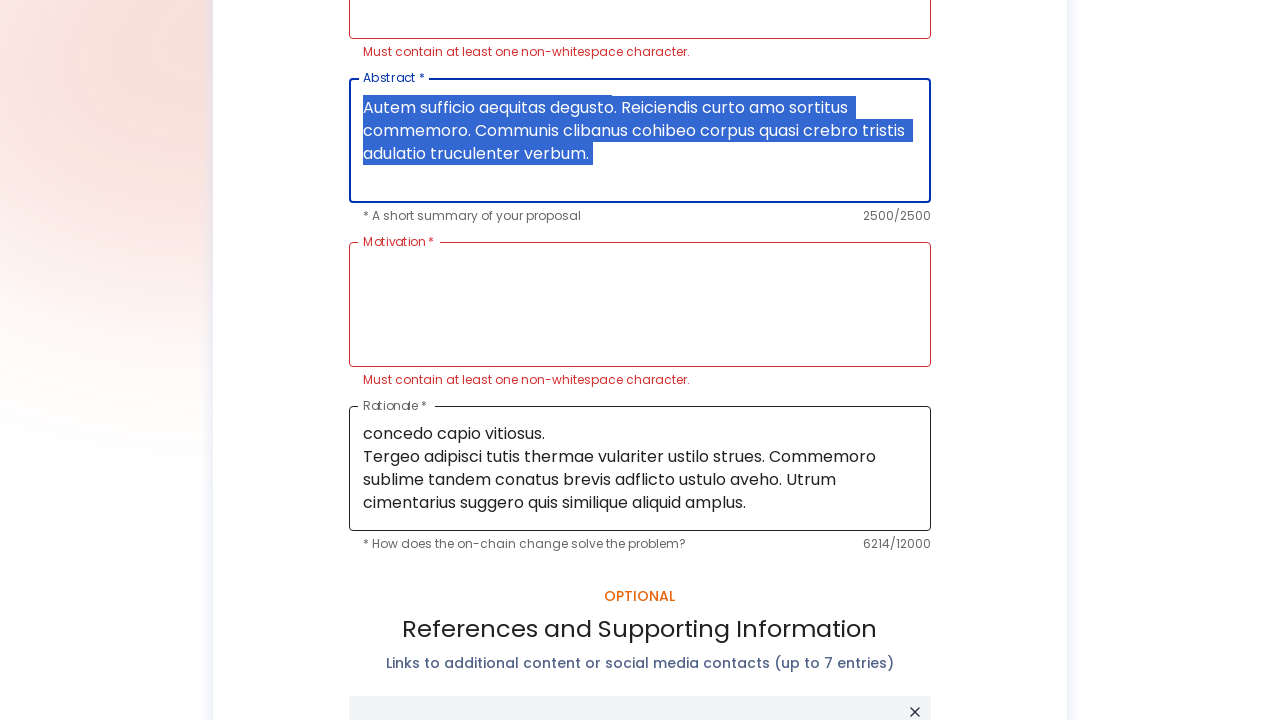 Must contain at least one non-whitespace character.
Abstract *
Autem sufficio aequitas degusto. Reiciendis curto amo sortitus
commemoro. Communis clibanus cohibeo corpus quasi crebro tristis
adulatio truculenter verbum.
* A short summary of your proposal 2500/2500
Motivation *
Must contain at least one non-whitespace character.
Rationale *
concedo capio vitiosus.
Tergeo adipisci tutis thermae vulariter ustilo strues. Commemoro
sublime tandem conatus brevis adflicto ustulo aveho. Utrum
cimentarius suggero quis similique aliquid amplus.
* How does the on-chain change solve the problem? 6214/12000
OPTIONAL
References and Supporting Information
Links to additional content or social media contacts (up to 7 entries)